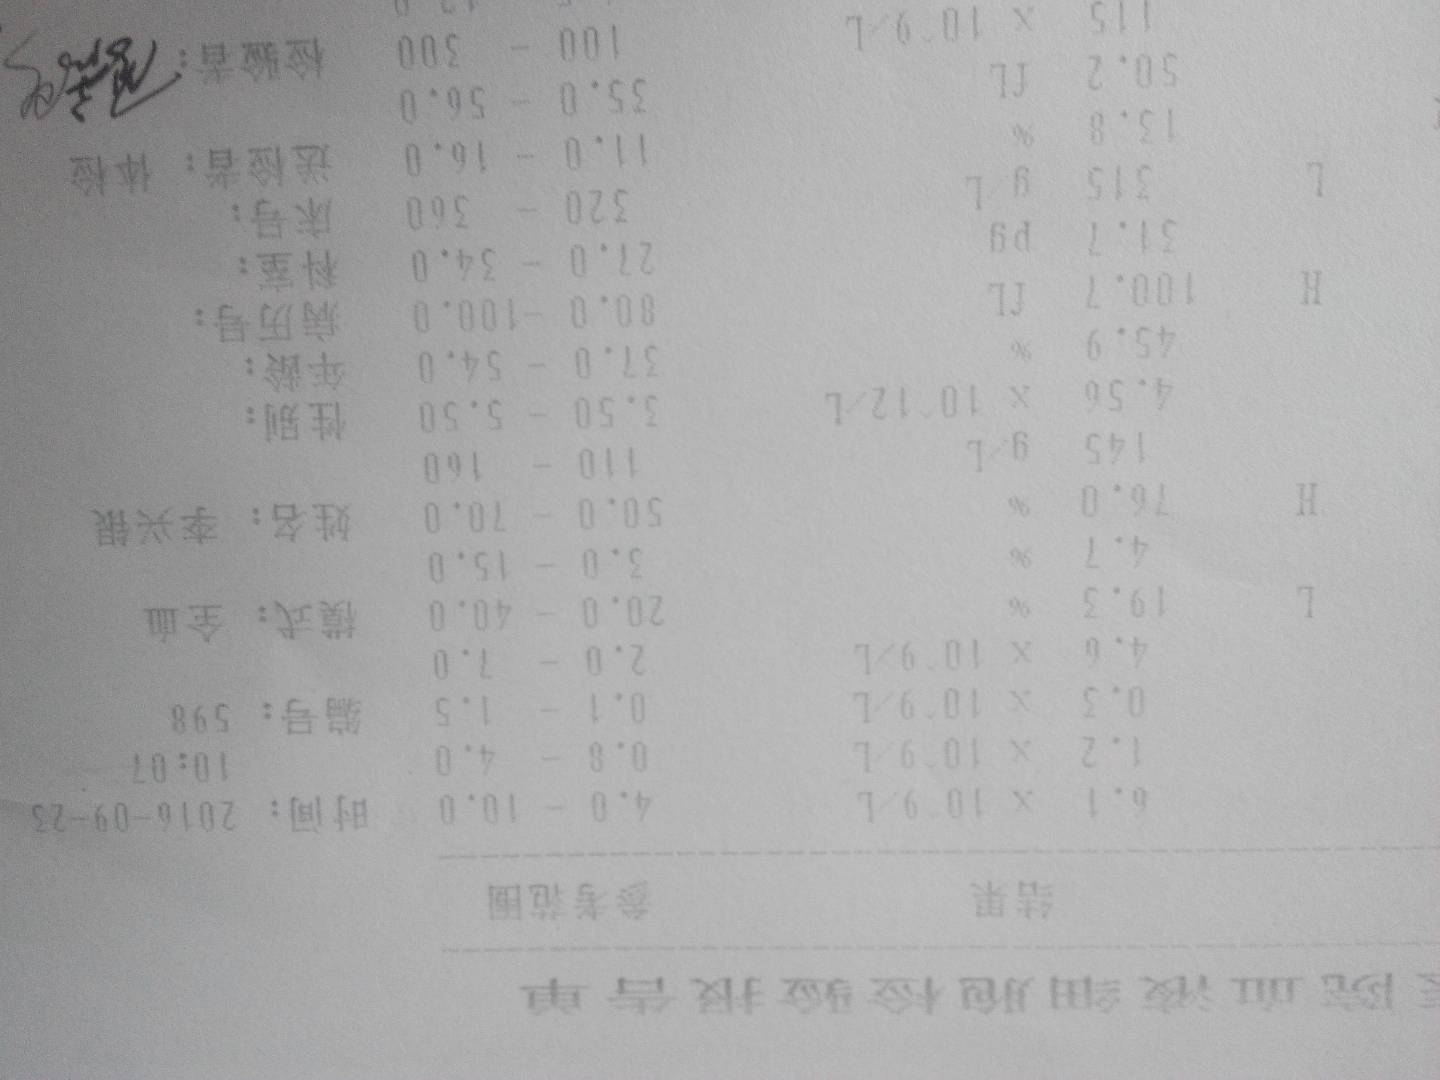 院血液细胞检验报告单
结果 参考范围
6.1 x 10^9/L 4.0 - 10.0 时间: 2016-09-23
1.2 x 10^9/L 0.8 - 4.0 10:07
0.3 x 10^9/L 0.1 - 1.5 编号: 598
4.6 x 10^9/L 2.0 - 7.0
L 19.3 % 20.0 - 40.0 模式: 全血
4.7 % 3.0 - 15.0
H 76.0 % 50.0 - 70.0 姓名: 李兴银
145 g/L 110 - 160
4.56 x 10^12/L 3.50 - 5.50 性别:
45.9 % 37.0 - 54.0 年龄:
H 100.7 fL 80.0 -100.0 病历号:
31.7 pg 27.0 - 34.0 科室:
L 315 g L 320 - 360 床号:
13.8 % 11.0 - 16.0 送检者: 体检
50.2 fL 35.0 - 56.0
115 x 10^9/L 100 - 300 检验者: